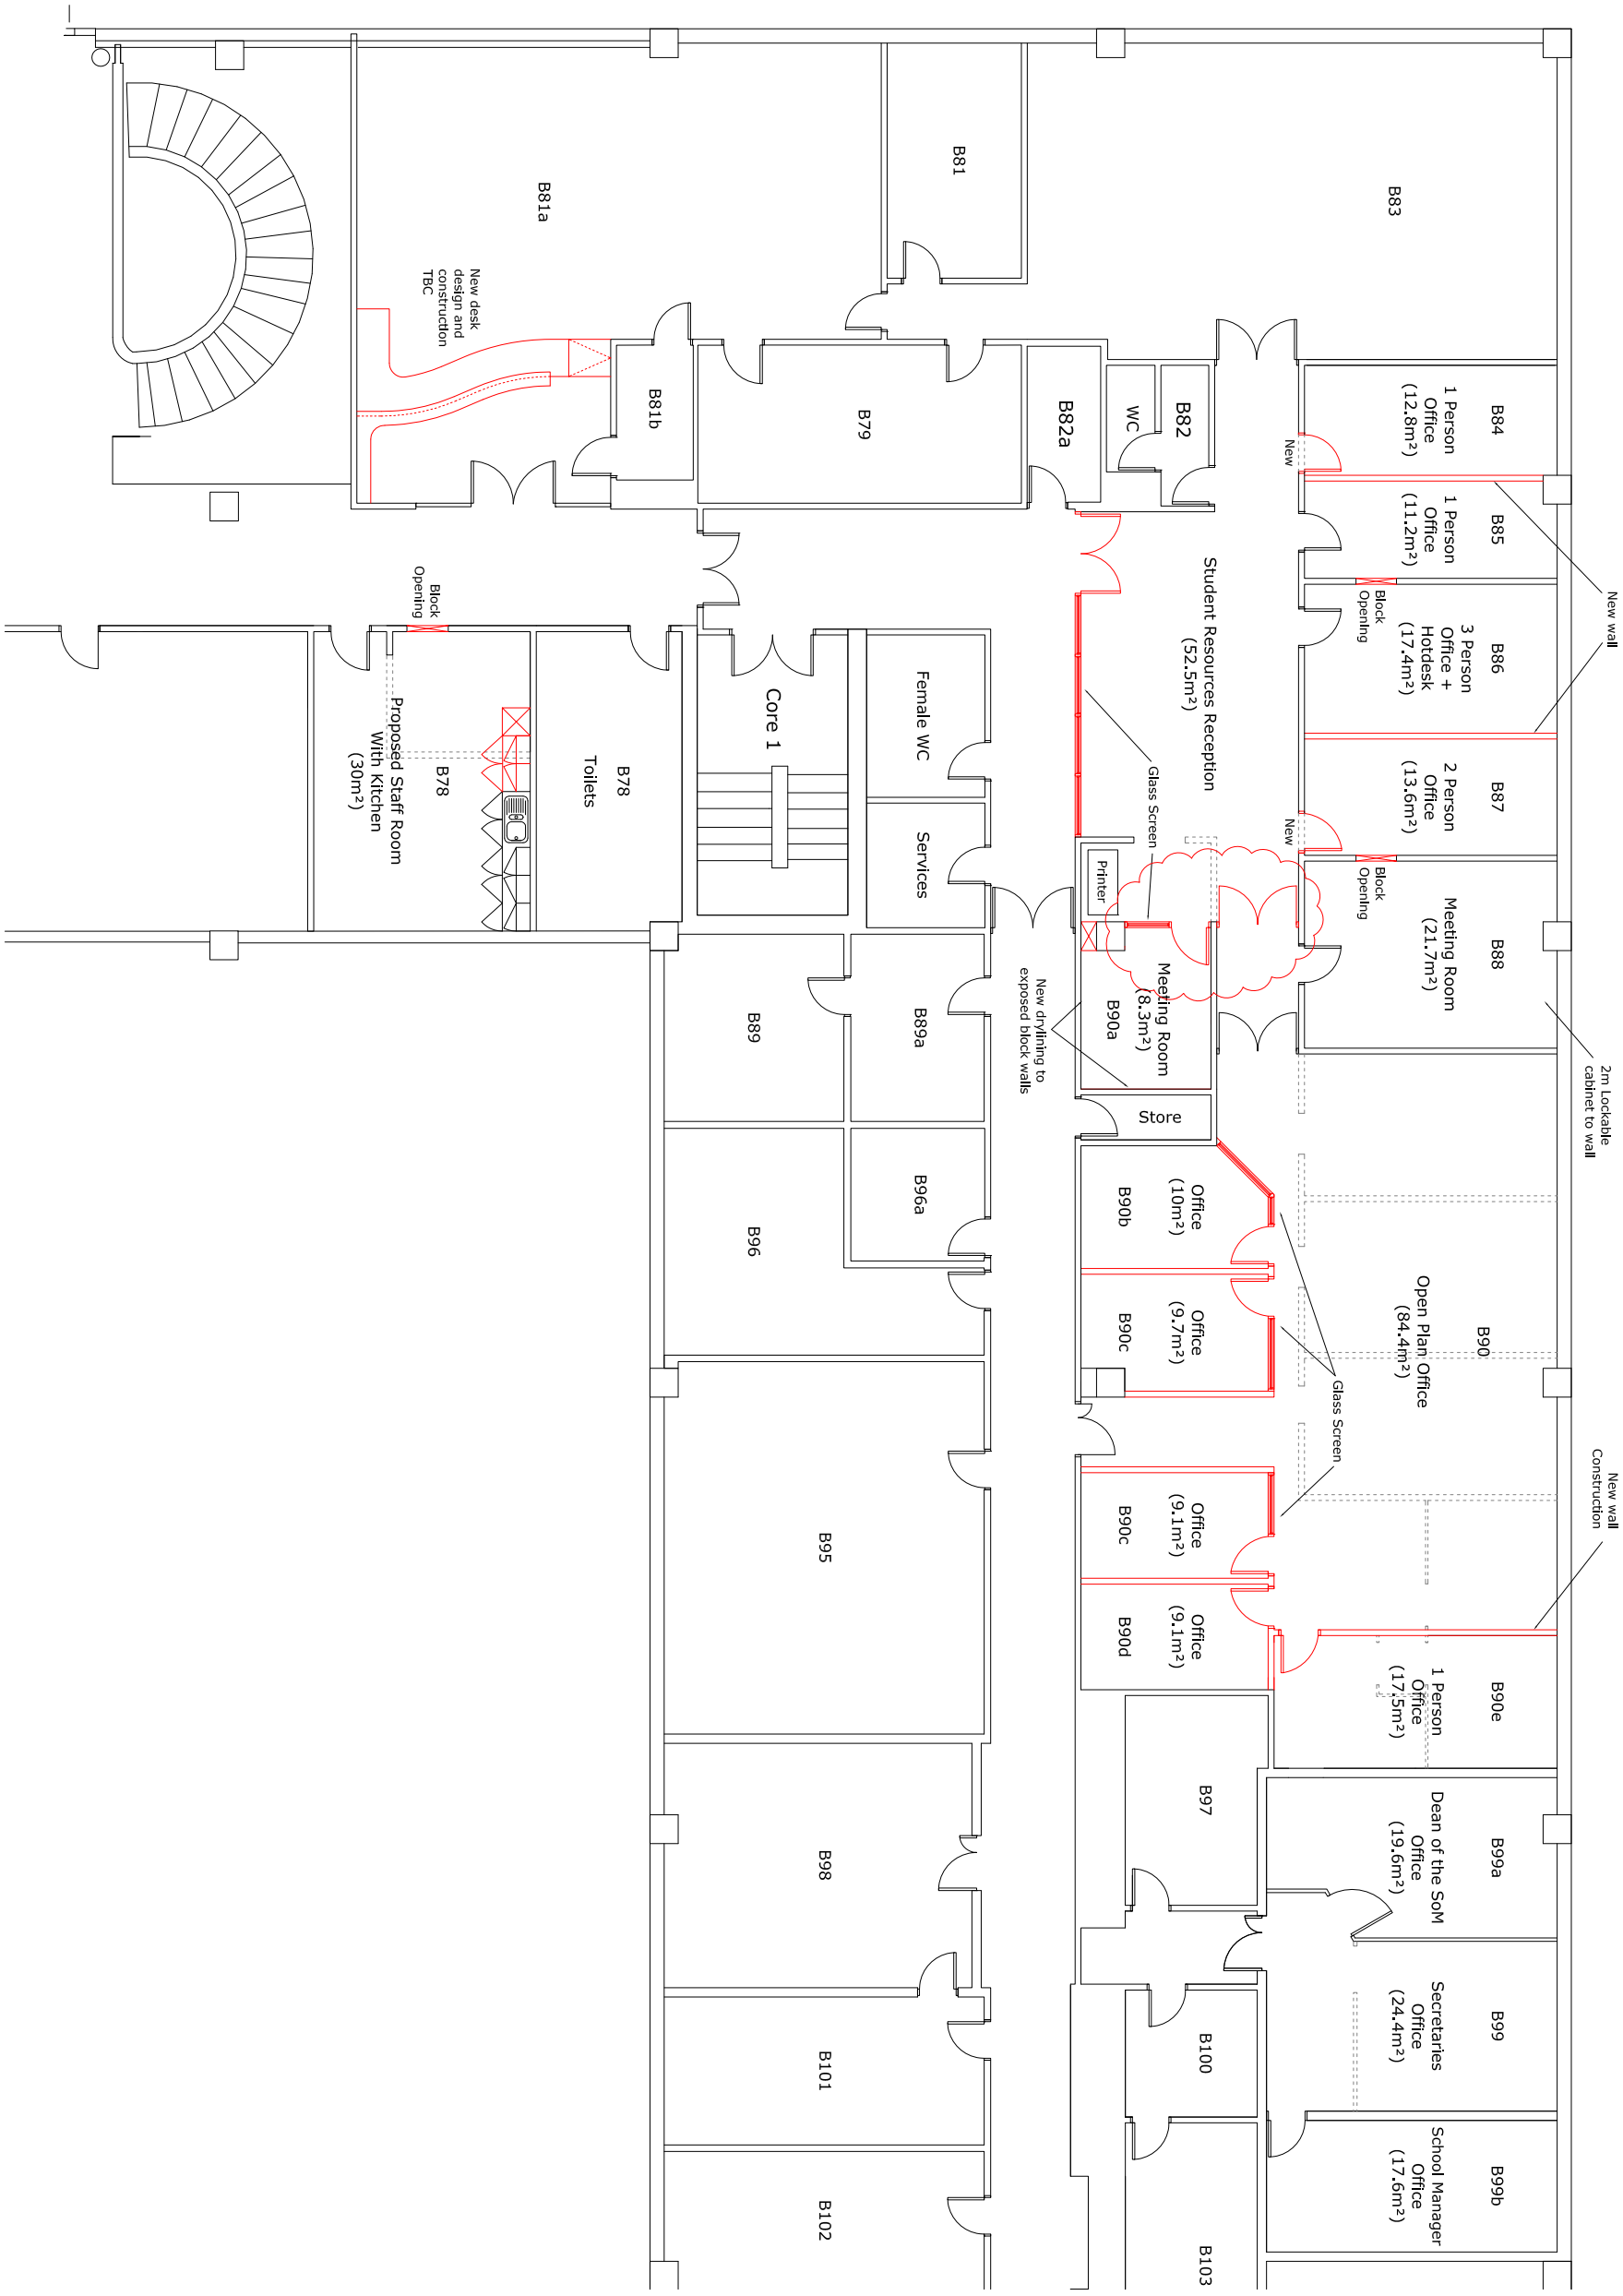 B83
B81
B81a
New desk
design and
construction
TBC
B81b
B79
B82a
WC
B82
B84
1 Person
Office
(12.8m²)
New
B85
1 Person
Office
(11.2m²)
New wall
Block
Opening
B86
3 Person
Office +
Hotdesk
(17.4m²)
B87
2 Person
Office
(13.6m²)
New
Block
Opening
B88
Meeting Room
(21.7m²)
2m Lockable
cabinet to wall
Student Resources Reception
(52.5m²)
Glass Screen
Printer
Meeting Room
(8.3m²)
B90a
New drylining to
exposed block walls
Store
Block
Opening
Proposed Staff Room
With Kitchen
(30m²)
B78
B78
Toilets
Core 1
Female WC
Services
B89
B89a
B96a
B96
B95
B98
B101
B102
Office
(10m²)
B90b
Office
(9.7m²)
B90c
Office
(9.1m²)
B90c
Office
(9.1m²)
B90d
Glass Screen
B90
Open Plan Office
(84.4m²)
New wall
Construction
B90e
1 Person
Office
(17.5m²)
B97
B99a
Dean of the SoM
Office
(19.6m²)
B99
Secretaries
Office
(24.4m²)
B100
B99b
School Manager
Office
(17.6m²)
B103